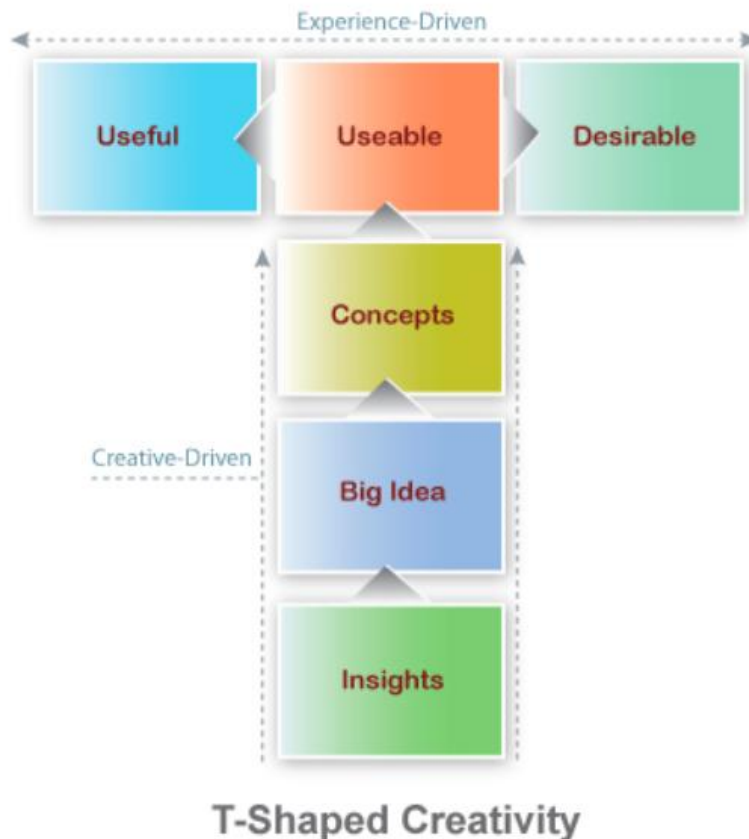 Experience-Driven
Useful
Useable
Desirable
Concepts
Creative-Driven
Big Idea
Insights
T-Shaped Creativity